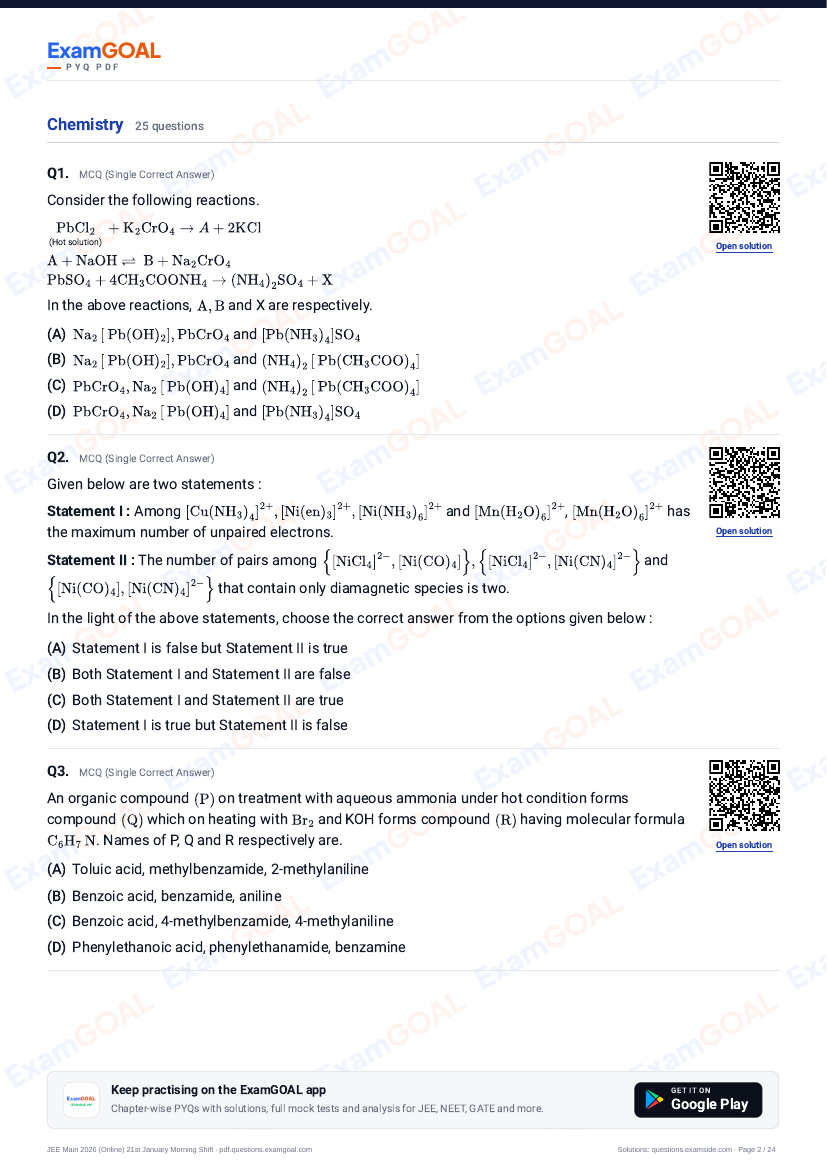 ExamGOAL
PYQ PDF
Chemistry 25 questions
Q1. MCQ (Single Correct Answer)
Consider the following reactions.
PbCl₂ + K₂CrO₄ → A + 2KCl
(Hot solution)
A + NaOH ⇌ B + Na₂CrO₄
PbSO₄ + 4CH₃COONH₄ → (NH₄)₂SO₄ + X
In the above reactions, A, B and X are respectively.
(A) Na₂ [ Pb(OH)₂], PbCrO₄ and [Pb(NH₃)₄]SO₄
(B) Na₂ [ Pb(OH)₂], PbCrO₄ and (NH₄)₂ [ Pb(CH₃COO)₄]
(C) PbCrO₄, Na₂ [ Pb(OH)₄] and (NH₄)₂ [ Pb(CH₃COO)₄]
(D) PbCrO₄, Na₂ [ Pb(OH)₄] and [Pb(NH₃)₄]SO₄
Open solution
Q2. MCQ (Single Correct Answer)
Given below are two statements :
Statement I : Among [Cu(NH₃)₄]²⁺, [Ni(en)₃]²⁺, [Ni(NH₃)₆]²⁺ and [Mn(H₂O)₆]²⁺, [Mn(H₂O)₆]²⁺ has
the maximum number of unpaired electrons.
Statement II : The number of pairs among {[NiCl₄]²⁻, [Ni(CO)₄]}, {[NiCl₄]²⁻, [Ni(CN)₄]²⁻} and
{[Ni(CO)₄], [Ni(CN)₄]²⁻} that contain only diamagnetic species is two.
In the light of the above statements, choose the correct answer from the options given below :
(A) Statement I is false but Statement II is true
(B) Both Statement I and Statement II are false
(C) Both Statement I and Statement II are true
(D) Statement I is true but Statement II is false
Open solution
Q3. MCQ (Single Correct Answer)
An organic compound (P) on treatment with aqueous ammonia under hot condition forms
compound (Q) which on heating with Br₂ and KOH forms compound (R) having molecular formula
C₆H₇ N. Names of P, Q and R respectively are.
(A) Toluic acid, methylbenzamide, 2-methylaniline
(B) Benzoic acid, benzamide, aniline
(C) Benzoic acid, 4-methylbenzamide, 4-methylaniline
(D) Phenylethanoic acid, phenylethanamide, benzamine
Open solution
Keep practising on the ExamGOAL app
Chapter-wise PYQs with solutions, full mock tests and analysis for JEE, NEET, GATE and more.
ExamGOAL
GET IT ON
Google Play
JEE Main 2026 (Online) 21st January Morning Shift · pdf.questions.examgoal.com
Solutions: questions.examside.com · Page 2 / 24